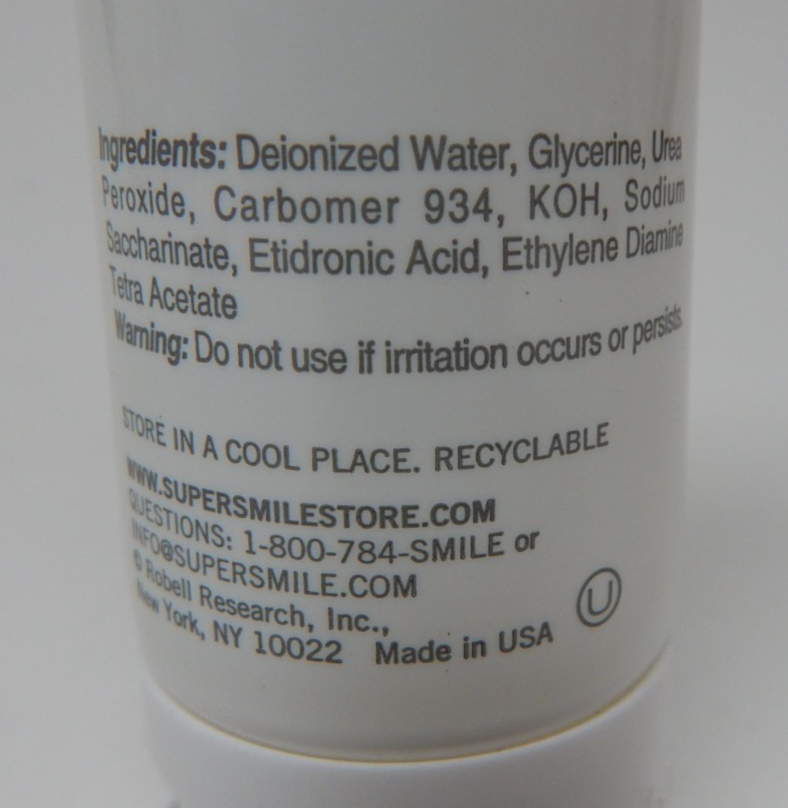 Ingredients: Deionized Water, Glycerine, Urea
Peroxide, Carbomer 934, KOH, Sodium
Saccharinate, Etidronic Acid, Ethylene Diamine
Tetra Acetate
Warning: Do not use if irritation occurs or persists.
STORE IN A COOL PLACE. RECYCLABLE
WWW.SUPERSMILESTORE.COM
QUESTIONS: 1-800-784-SMILE or
INFO@SUPERSMILE.COM
© Robell Research, Inc.,
New York, NY 10022 Made in USA
U